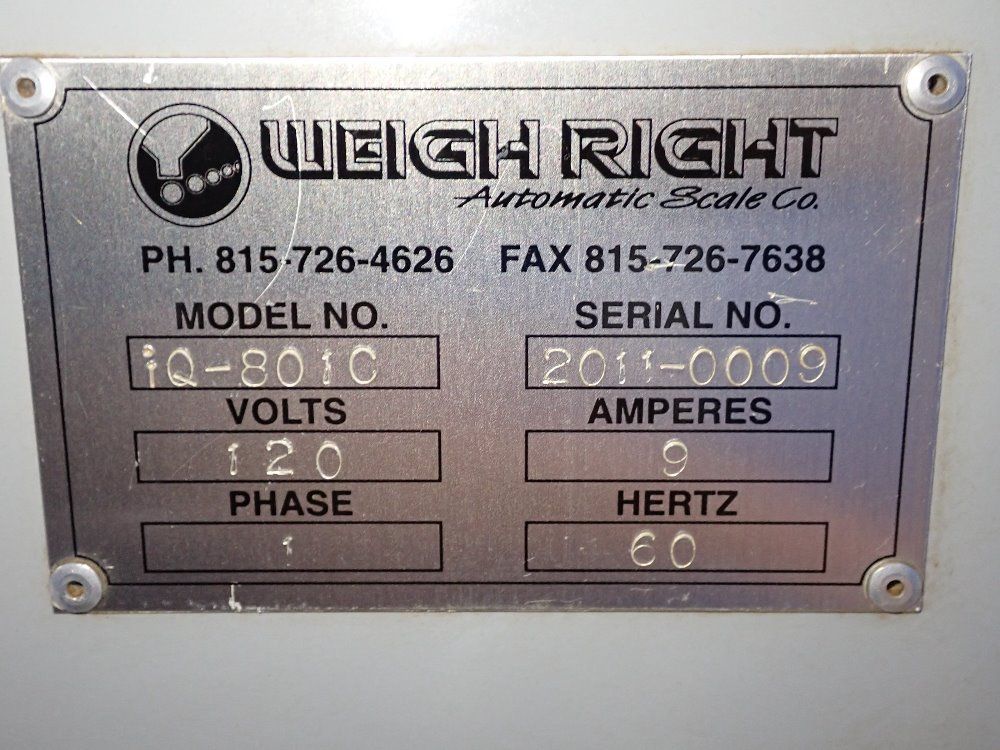 WEIGH RIGHT
Automatic Scale Co.
PH. 815-726-4626 FAX 815-726-7638
MODEL NO. SERIAL NO.
iQ-801C 2011-0009
VOLTS AMPERES
120 9
PHASE HERTZ
1 60